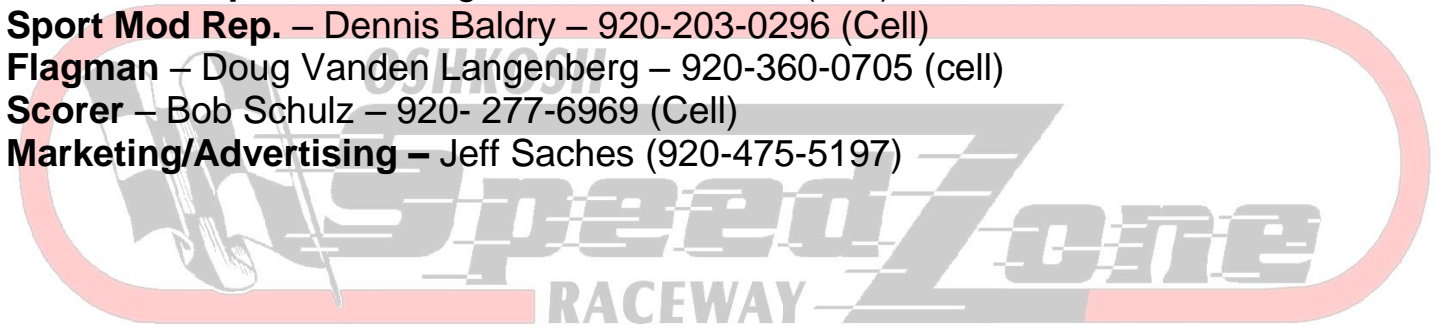 Sport Mod Rep. – Dennis Baldry – 920-203-0296 (Cell)
Flagman – Doug Vanden Langenberg – 920-360-0705 (cell)
OSHKOSH
Scorer – Bob Schulz – 920- 277-6969 (Cell)
Marketing/Advertising – Jeff Saches (920-475-5197)
SpeedZone
RACEWAY